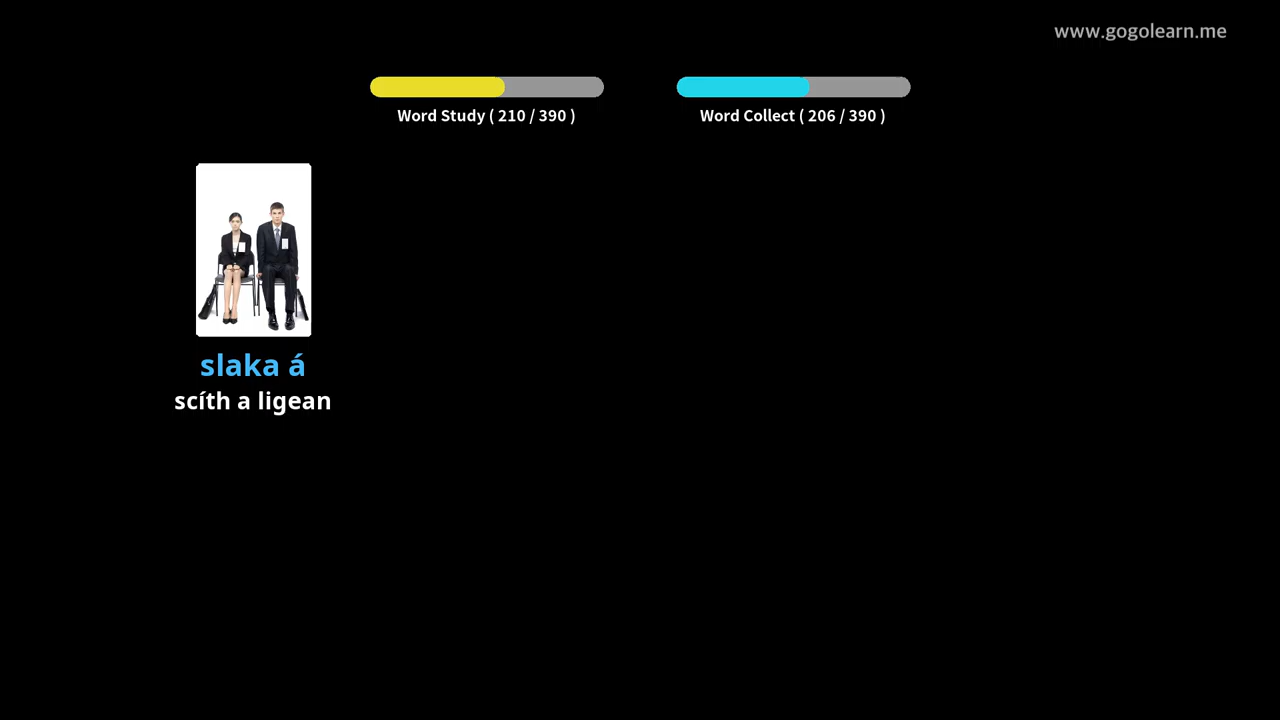 www.gogolearn.me
Word Study ( 210 / 390 )
Word Collect ( 206 / 390 )
slaka á
scíth a ligean